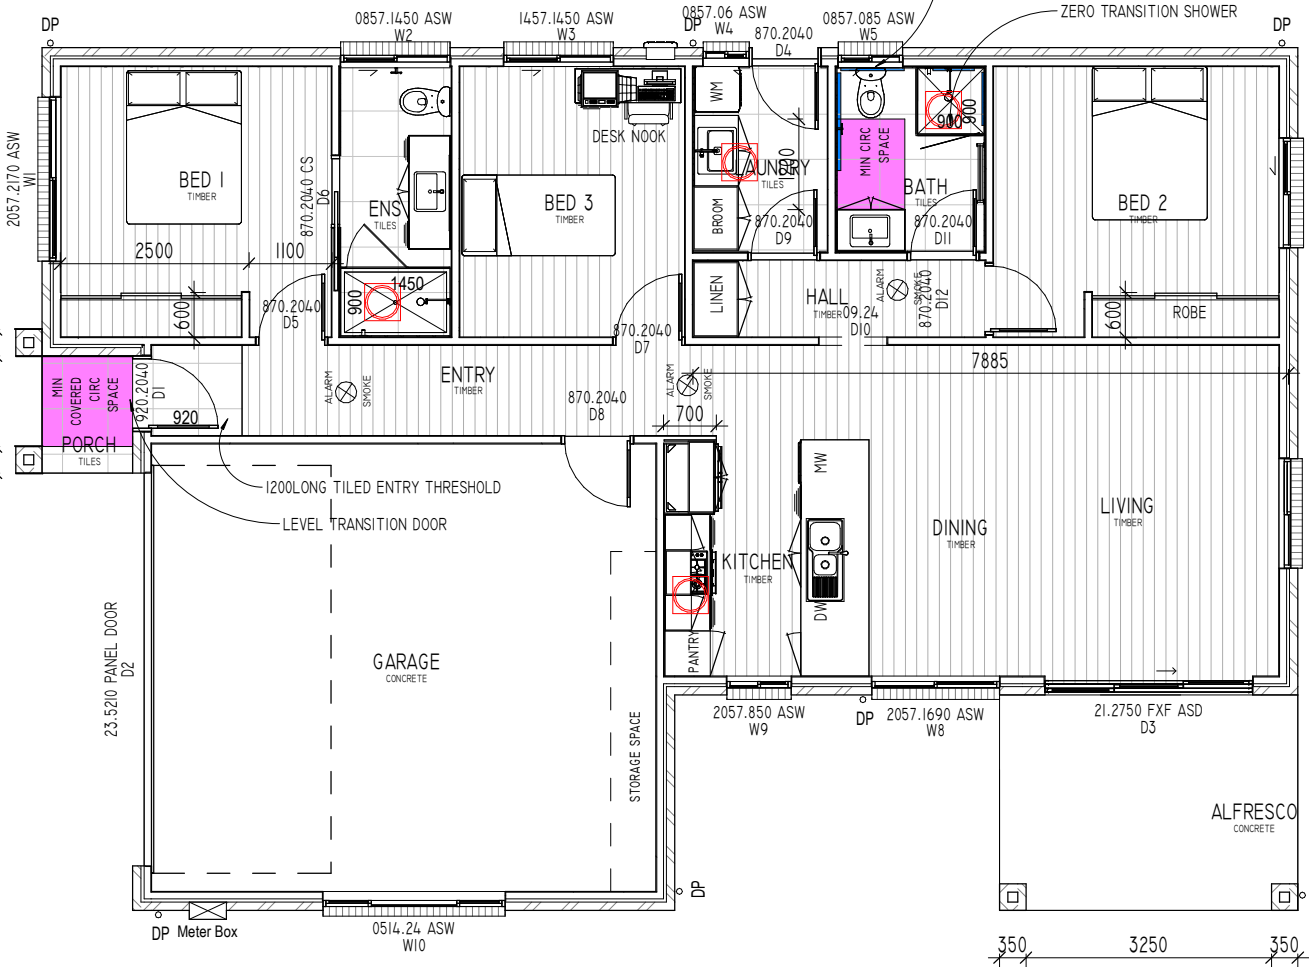 DP
0857.1450 ASW
W2
1457.1450 ASW
W3
0857.06 ASW
W4
DP
870.2040
D4
0857.085 ASW
W5
ZERO TRANSITION SHOWER
DP
2057.2170 ASW
W1
BED 1
TIMBER
2500
1100
600
870.2040 CS
D6
ENS
TILES
1450
900
870.2040
D5
DESK NOOK
BED 3
TIMBER
870.2040
D7
WM
LAUNDRY
TILES
1200
BROOM
870.2040
D9
LINEN
MIN CIRC
SPACE
900
900
BATH
TILES
870.2040
D11
BED 2
TIMBER
HALL
TIMBER
09.24
D10
ALARM
SMOKE
870.2040
D12
600
ROBE
7885
MIN
COVERED
CIRC
SPACE
920.2040
D1
920
PORCH
TILES
ALARM
SMOKE
ENTRY
TIMBER
870.2040
D8
ALARM
SMOKE
700
1200LONG TILED ENTRY THRESHOLD
LEVEL TRANSITION DOOR
MW
KITCHEN
TIMBER
DW
PANTRY
DINING
TIMBER
LIVING
TIMBER
23.5210 PANEL DOOR
D2
GARAGE
CONCRETE
STORAGE SPACE
2057.850 ASW
W9
DP
2057.1690 ASW
W8
21.2750 FXF ASD
D3
ALFRESCO
CONCRETE
DP
DP
Meter Box
0514.24 ASW
W10
350
3250
350